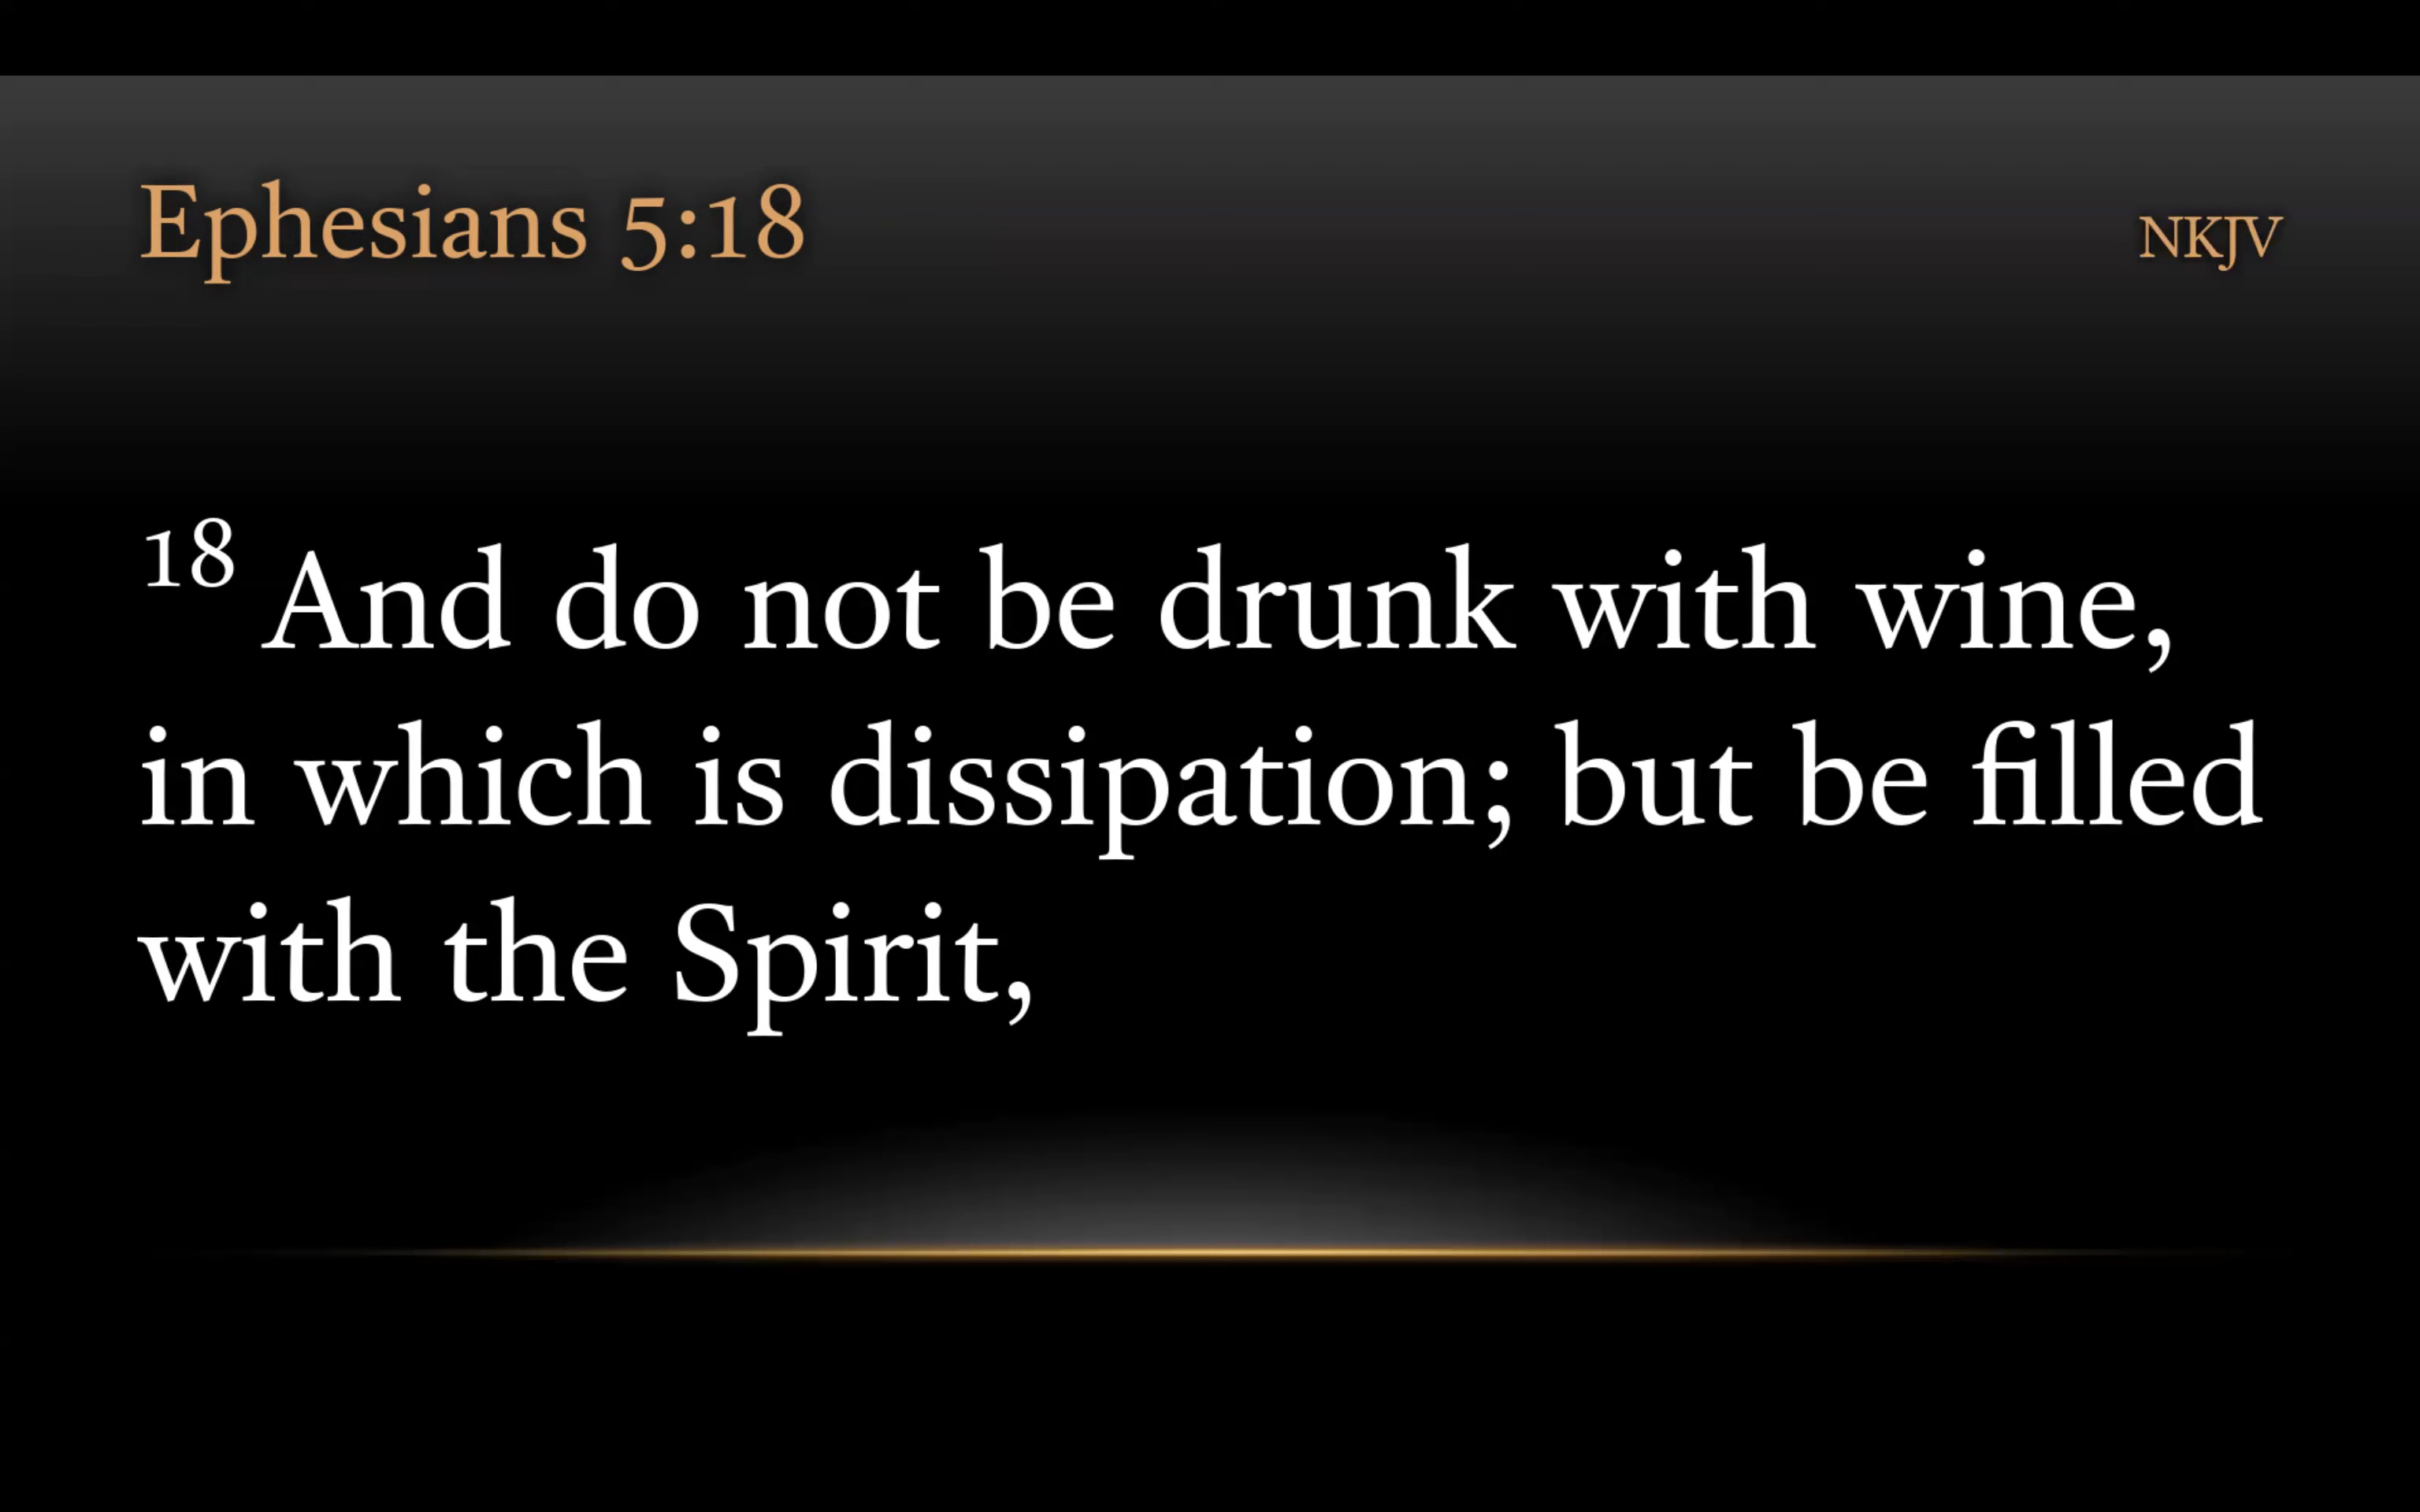 Ephesians 5:18
NKJV
18 And do not be drunk with wine,
in which is dissipation; but be filled
with the Spirit,